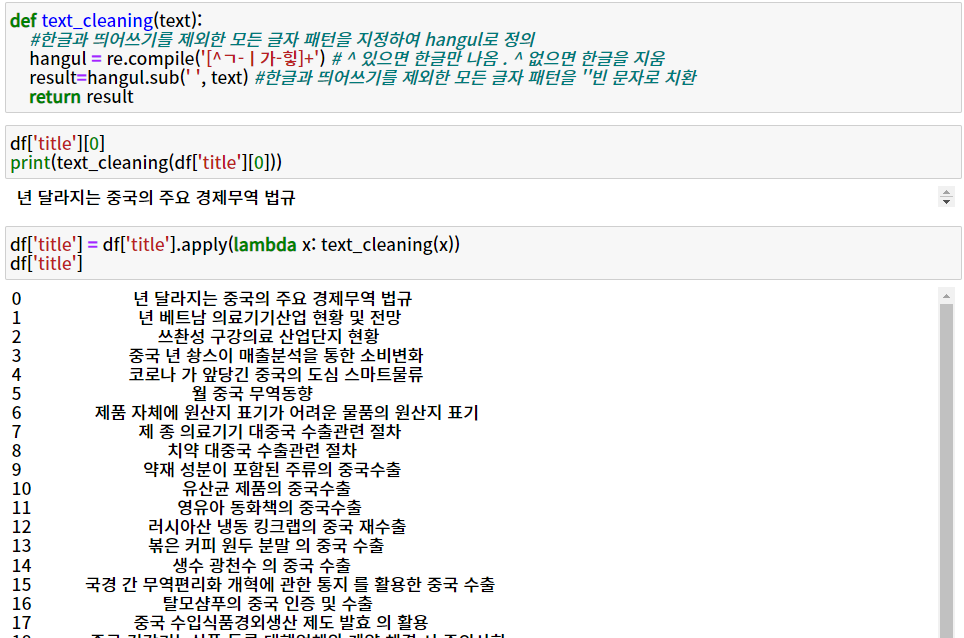 def text_cleaning(text):
#한글과 띄어쓰기를 제외한 모든 글자 패턴을 지정하여 hangul로 정의
hangul = re.compile('[^ㄱ-ㅣ가-힣]+') # ^ 있으면 한글만 나옴 . ^ 없으면 한글을 지움
result=hangul.sub(' ', text) #한글과 띄어쓰기를 제외한 모든 글자 패턴을 ''빈 문자로 치환
return result
df['title'][0]
print(text_cleaning(df['title'][0]))
년 달라지는 중국의 주요 경제무역 법규
df['title'] = df['title'].apply(lambda x: text_cleaning(x))
df['title']
0 년 달라지는 중국의 주요 경제무역 법규
1 년 베트남 의료기기산업 현황 및 전망
2 쓰촨성 구강의료 산업단지 현황
3 중국 년 솽스이 매출분석을 통한 소비변화
4 코로나 가 앞당긴 중국의 도심 스마트물류
5 월 중국 무역동향
6 제품 자체에 원산지 표기가 어려운 물품의 원산지 표기
7 제 종 의료기기 대중국 수출관련 절차
8 치약 대중국 수출관련 절차
9 약재 성분이 포함된 주류의 중국수출
10 유산균 제품의 중국수출
11 영유아 동화책의 중국수출
12 러시아산 냉동 킹크랩의 중국 재수출
13 볶은 커피 원두 분말 의 중국 수출
14 생수 광천수 의 중국 수출
15 국경 간 무역편리화 개혁에 관한 통지 를 활용한 중국 수출
16 탈모샴푸의 중국 인증 및 수출
17 중국 수입식품경외생산 제도 발효 의 활용